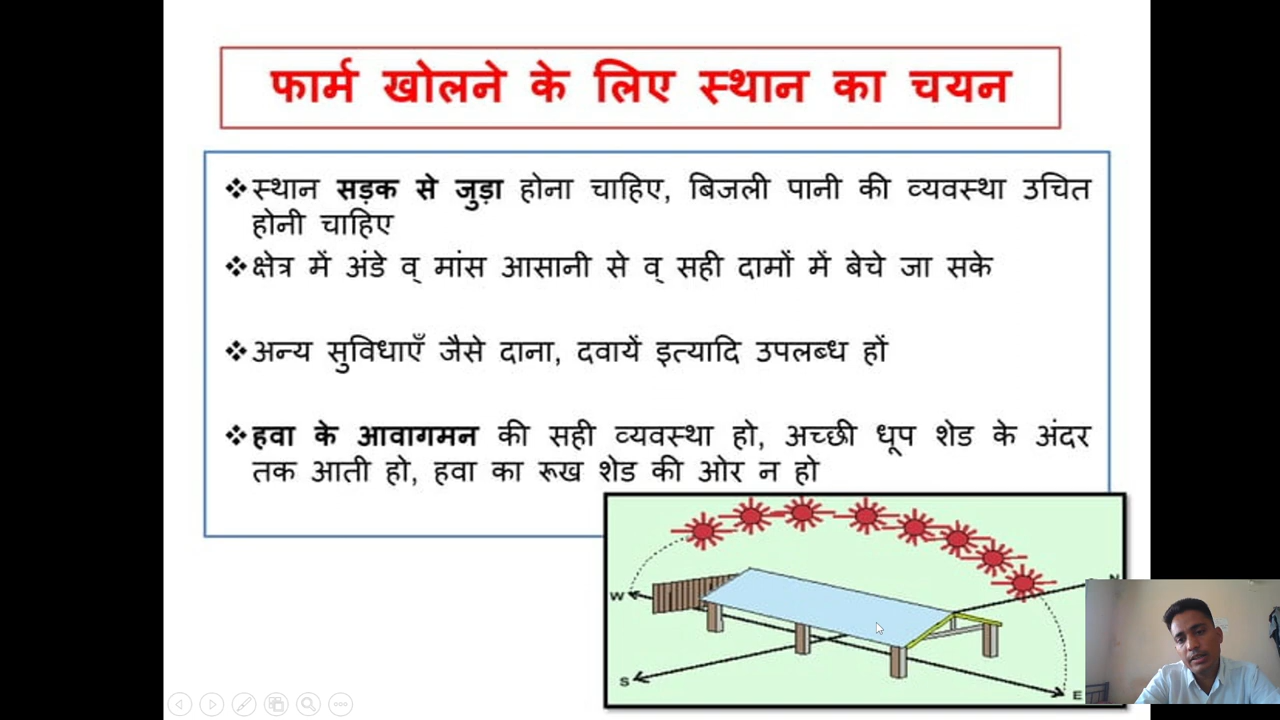 फार्म खोलने के लिए स्थान का चयन
❖स्थान सड़क से जुड़ा होना चाहिए, बिजली पानी की व्यवस्था उचित
होनी चाहिए
❖क्षेत्र में अंडे व् मांस आसानी से व् सही दामों में बेचे जा सके
❖अन्य सुविधाएँ जैसे दाना, दवायें इत्यादि उपलब्ध हों
❖हवा के आवागमन की सही व्यवस्था हो, अच्छी धूप शेड के अंदर
तक आती हो, हवा का रूख शेड की ओर न हो
N
W
S
E